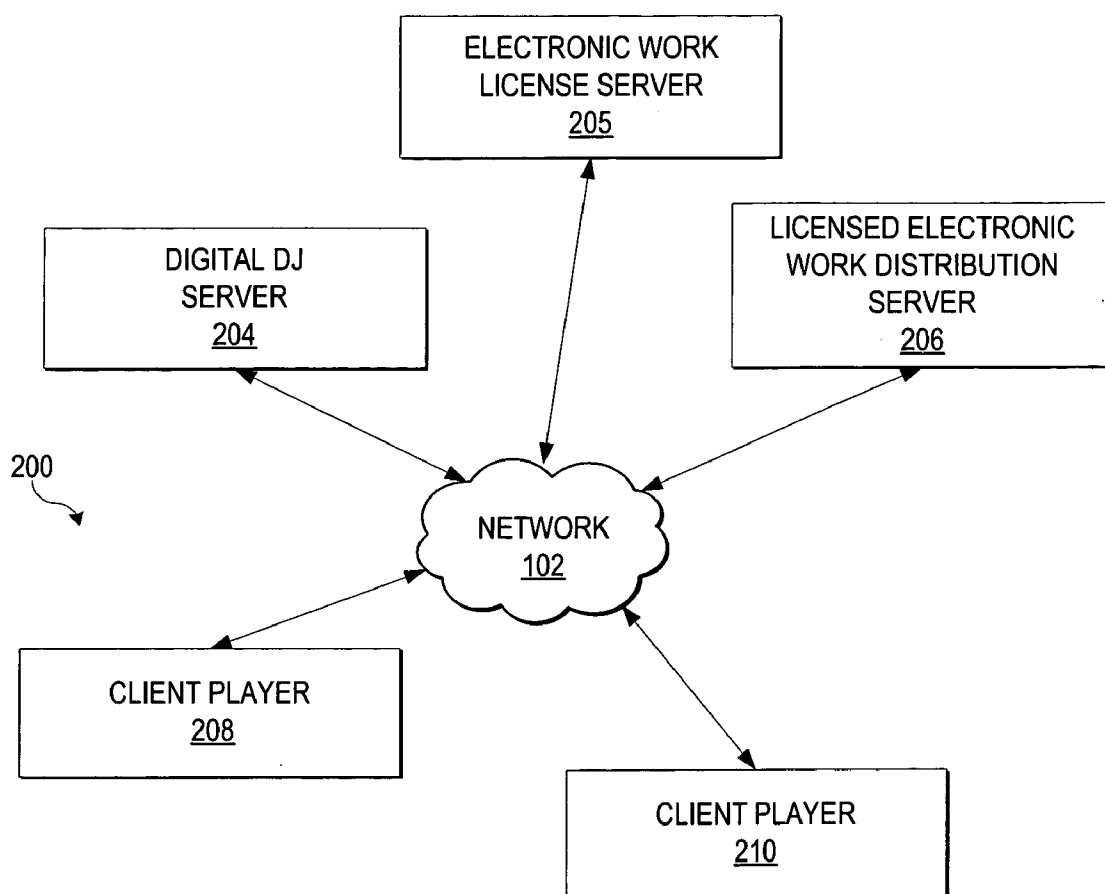 ELECTRONIC WORK
LICENSE SERVER
205
DIGITAL DJ
SERVER
204
LICENSED ELECTRONIC
WORK DISTRIBUTION
SERVER
206
200
NETWORK
102
CLIENT PLAYER
208
CLIENT PLAYER
210